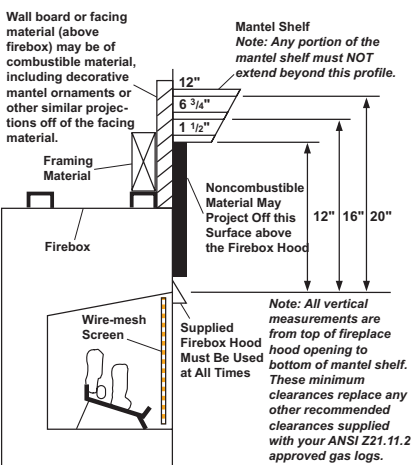 Wall board or facing
material (above
firebox) may be of
combustible material,
including decorative
mantel ornaments or
other similar projec-
tions off of the facing
material.
Mantel Shelf
Note: Any portion of the
mantel shelf must NOT
extend beyond this profile.
12"
6 3/4"
1 1/2"
Framing
Material
Noncombustible
Material May
Project Off this
Surface above
the Firebox Hood
12" 16" 20"
Firebox
Wire-mesh
Screen
Supplied
Firebox Hood
Must Be Used
at All Times
Note: All vertical
measurements are
from top of fireplace
hood opening to
bottom of mantel shelf.
These minimum
clearances replace any
other recommended
clearances supplied
with your ANSI Z21.11.2
approved gas logs.